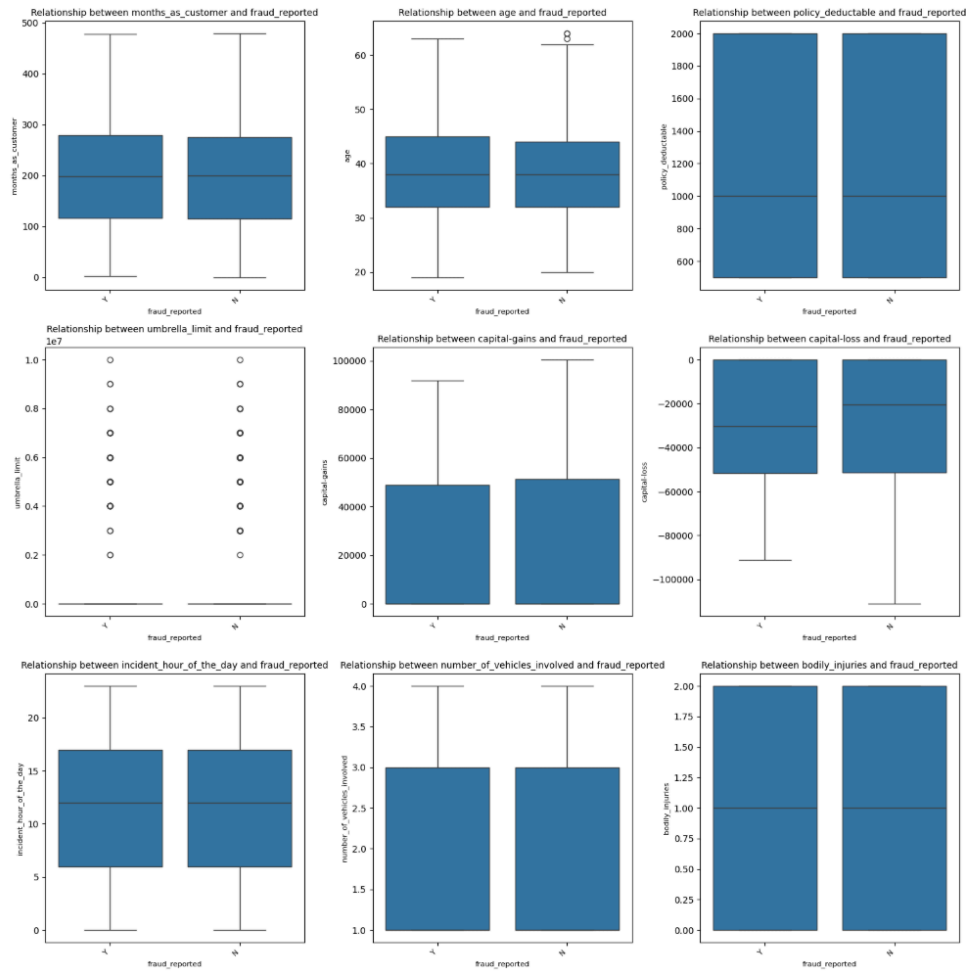 Relationship between months_as_customer and fraud_reported
500
400
300
200
100
0
months_as_customer
Y
N
fraud_reported
Relationship between age and fraud_reported
60
50
40
30
20
age
Y
N
fraud_reported
Relationship between policy_deductable and fraud_reported
2000
1800
1600
1400
1200
1000
800
600
policy_deductable
Y
N
fraud_reported
Relationship between umbrella_limit and fraud_reported
1e7
1.0
0.8
0.6
0.4
0.2
0.0
umbrella_limit
Y
N
fraud_reported
Relationship between capital-gains and fraud_reported
100000
80000
60000
40000
20000
0
capital-gains
Y
N
fraud_reported
Relationship between capital-loss and fraud_reported
0
−20000
−40000
−60000
−80000
−100000
capital-loss
Y
N
fraud_reported
Relationship between incident_hour_of_the_day and fraud_reported
20
15
10
5
0
incident_hour_of_the_day
Y
N
fraud_reported
Relationship between number_of_vehicles_involved and fraud_reported
4.0
3.5
3.0
2.5
2.0
1.5
1.0
number_of_vehicles_involved
Y
N
fraud_reported
Relationship between bodily_injuries and fraud_reported
2.00
1.75
1.50
1.25
1.00
0.75
0.50
0.25
0.00
bodily_injuries
Y
N
fraud_reported